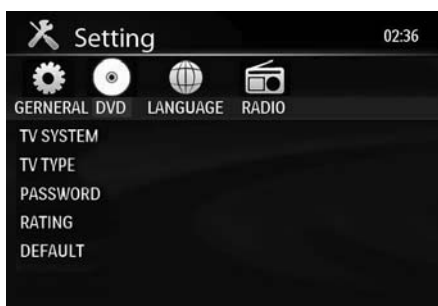 Setting 02:36
GERNERAL DVD LANGUAGE RADIO
TV SYSTEM
TV TYPE
PASSWORD
RATING
DEFAULT